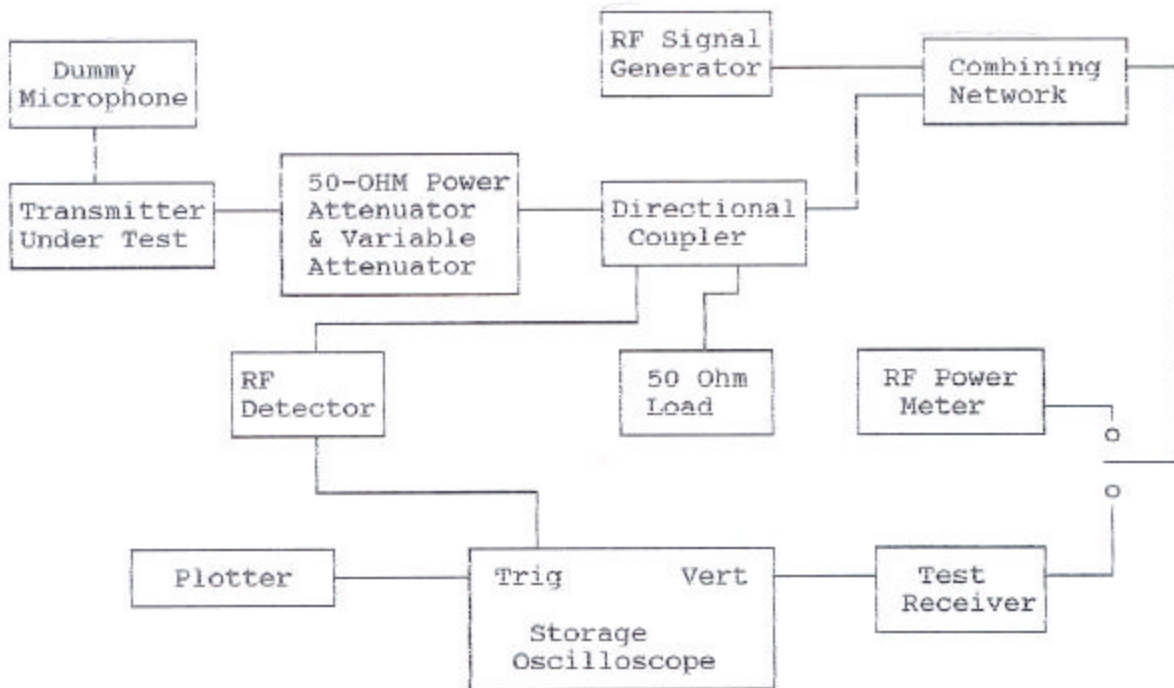 RF Signal
Generator
Combining
Network
Dummy
Microphone
50-OHM Power
Attenuator
& Variable
Attenuator
Transmitter
Under Test
Directional
Coupler
RF
Detector
50 Ohm
Load
RF Power
Meter
Plotter
Trig Vert
Storage
Oscilloscope
Test
Receiver